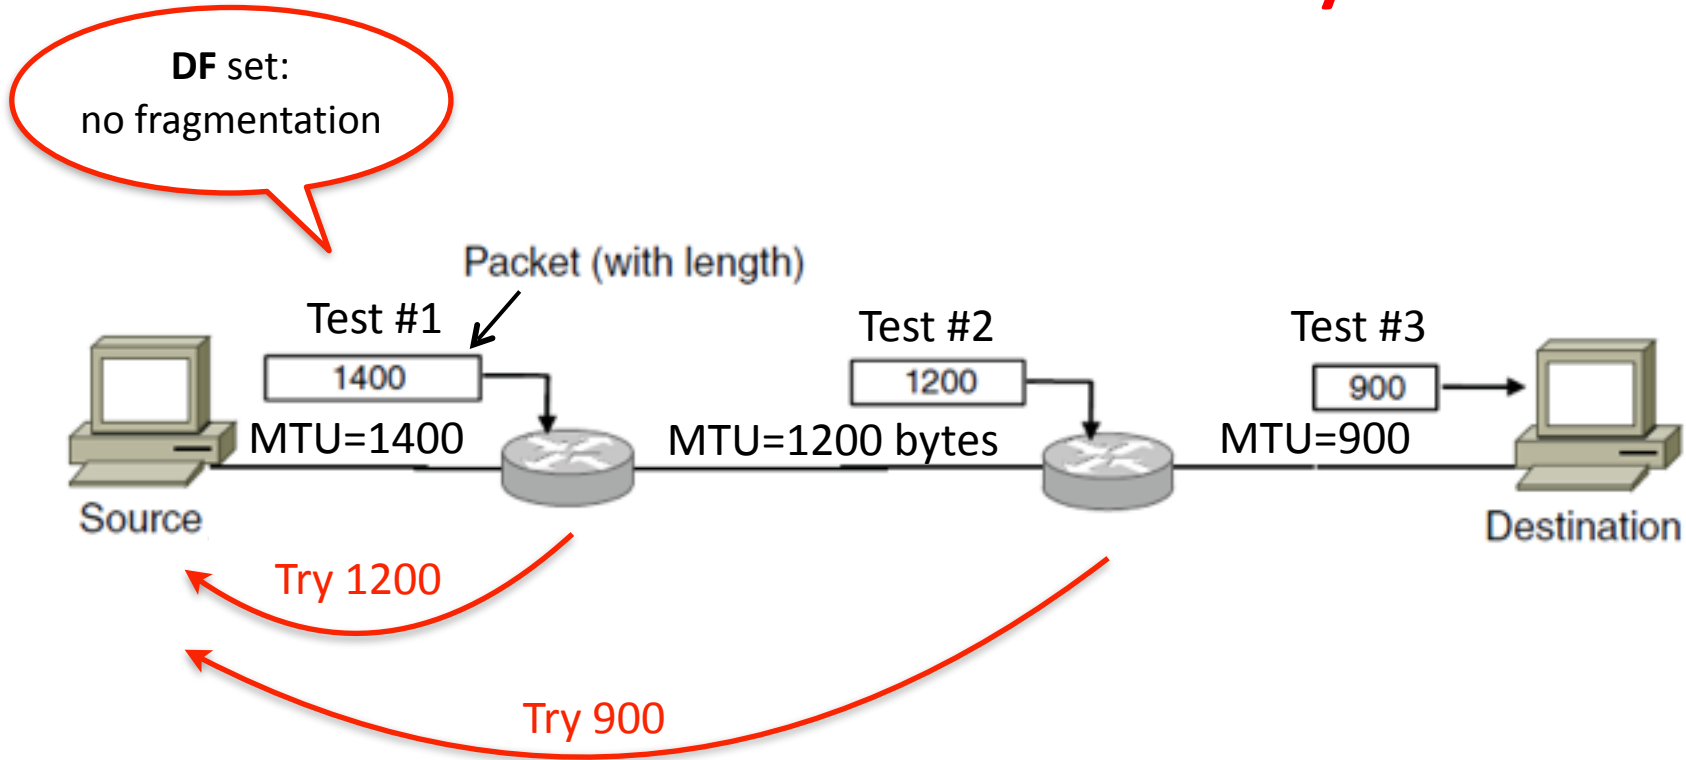 DF set:
no fragmentation
Packet (with length)
Test #1
Test #2
Test #3
1400
1200
900
MTU=1400
MTU=1200 bytes
MTU=900
Source
Destination
Try 1200
Try 900